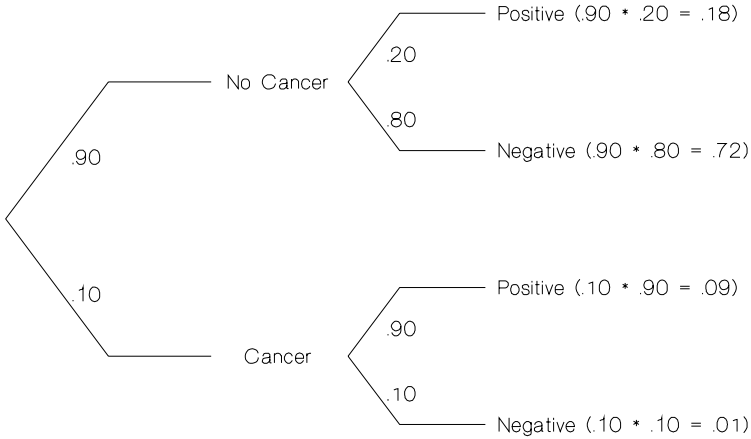 Positive (.90 * .20 = .18)
.20
No Cancer
.80
Negative (.90 * .80 = .72)
.90
.10
Positive (.10 * .90 = .09)
.90
Cancer
.10
Negative (.10 * .10 = .01)